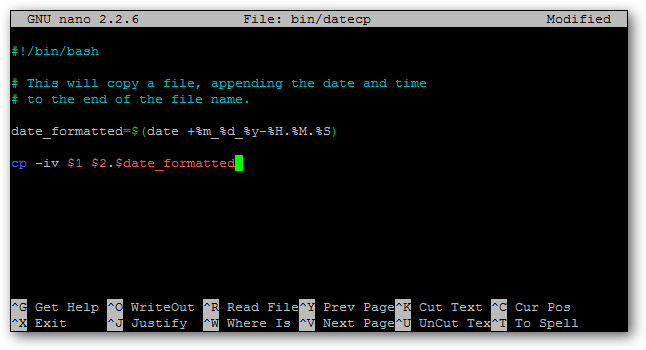 GNU nano 2.2.6 File: bin/datecp Modified
#!/bin/bash
# This will copy a file, appending the date and time
# to the end of the file name.
date_formatted=$(date +%m_%d_%y-%H.%M.%S)
cp -iv $1 $2.$date_formatted
^G Get Help ^O WriteOut ^R Read File^Y Prev Page^K Cut Text ^C Cur Pos
^X Exit ^J Justify ^W Where Is ^V Next Page^U UnCut Tex^T To Spell